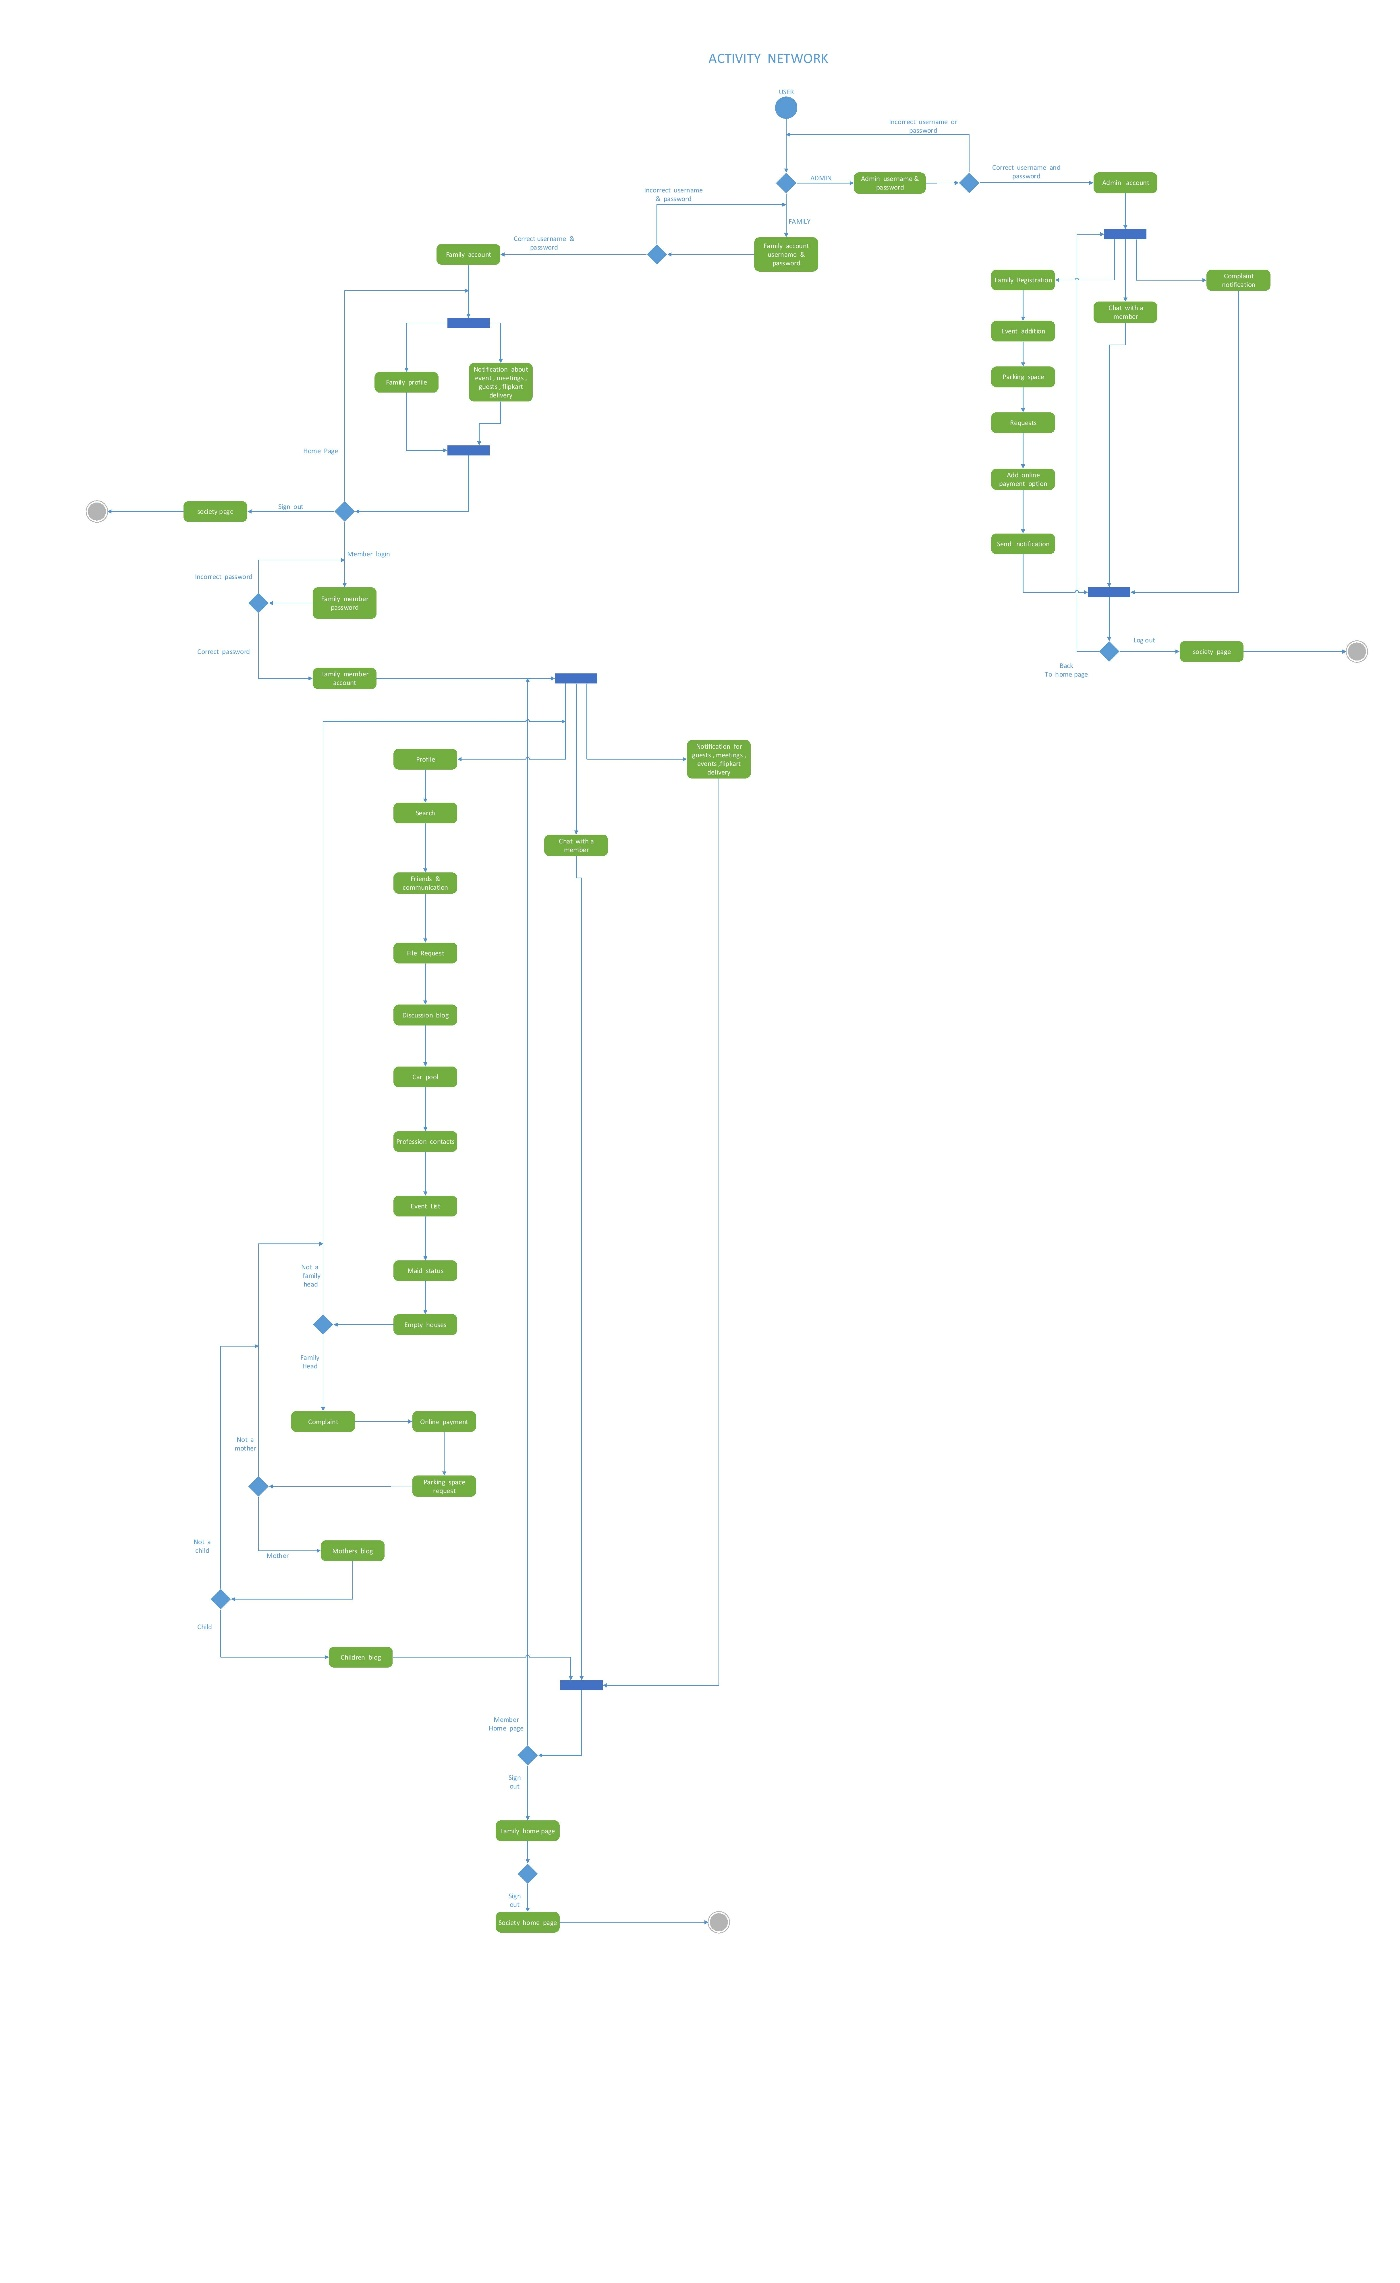 ACTIVITY NETWORK
USER
Incorrect username or
password
ADMIN
Admin username &
password
Correct username and
password
Admin account
Incorrect username
& password
FAMILY
Correct username &
password
Family account
Family account
username &
password
Family Registration
Complaint
notification
Chat with a
member
Event addition
Parking space
Requests
Add online
payment option
Send notification
Log out
society page
Back
To home page
Family profile
Notification about
event, meetings,
guests, flipkart
delivery
Home Page
Sign out
society page
Member login
Incorrect password
Family member
password
Correct password
Family member
account
Notification for
guests, meetings,
events, flipkart
delivery
Profile
Search
Chat with a
member
Friends &
communication
File Request
Discussion blog
Car pool
Profession contacts
Event List
Maid status
Not a
family
head
Empty houses
Family
Head
Complaint
Online payment
Not a
mother
Parking space
request
Not a
child
Mothers blog
Mother
Child
Children blog
Member
Home page
Sign
out
Family home page
Sign
out
Society home page